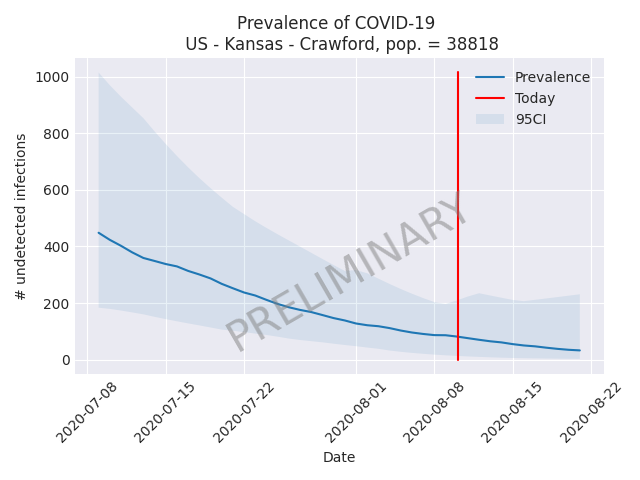 Prevalence of COVID-19
US - Kansas - Crawford, pop. = 38818
1000
800
600
400
200
0
# undetected infections
Prevalence
Today
95CI
PRELIMINARY
2020-07-08
2020-07-15
2020-07-22
2020-08-01
2020-08-08
2020-08-15
2020-08-22
Date